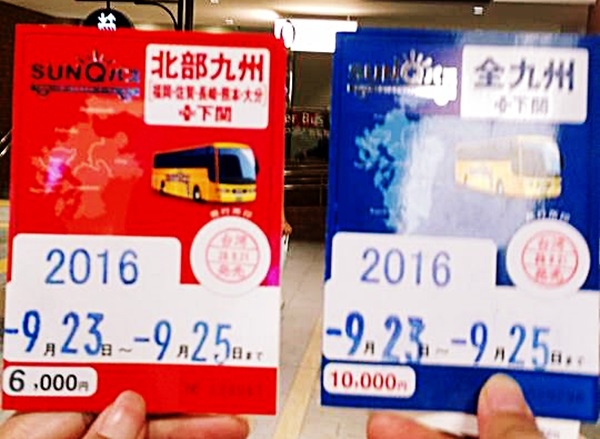 SUNQパス
北部九州
(福岡・佐賀・長崎・熊本・大分)
+下関
2016
-9月23日~-9月25日まで
6,000円
SUNQパス
全九州
+下関
2016
-9月23日~-9月25日まで
10,000円
er Bus